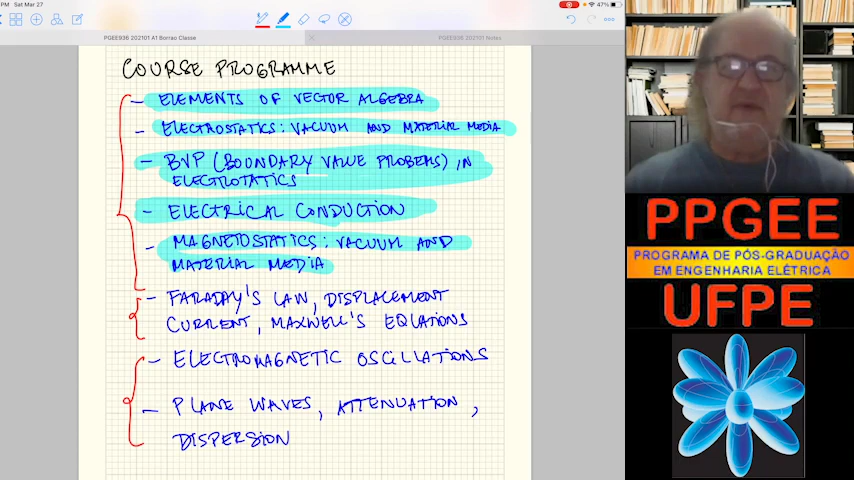 PM Sat Mar 27
47%
PGEE936 202101 A1 Borrao Classe
PGEE936 202101 Notes
COURSE PROGRAMME
- ELEMENTS OF VECTOR ALGEBRA
- ELECTROSTATICS: VACUUM AND MATERIAL MEDIA
- BVP (BOUNDARY VALUE PROBEMS) IN
ELECTROTATICS
- ELECTRICAL CONDUCTION
- MAGNETOSTATICS: VACUUM AND
MATERIAL MEDIA
- FARADAY'S LAW, DISPLACEMENT
CURRENT, MAXWELL'S EQUATIONS
- ELECTROMAGNETIC OSCILLATIONS
- PLANE WAVES, ATTENUATION,
DISPERSION
PPGEE
PROGRAMA DE PÓS-GRADUAÇÃO
EM ENGENHARIA ELÉTRICA
UFPE